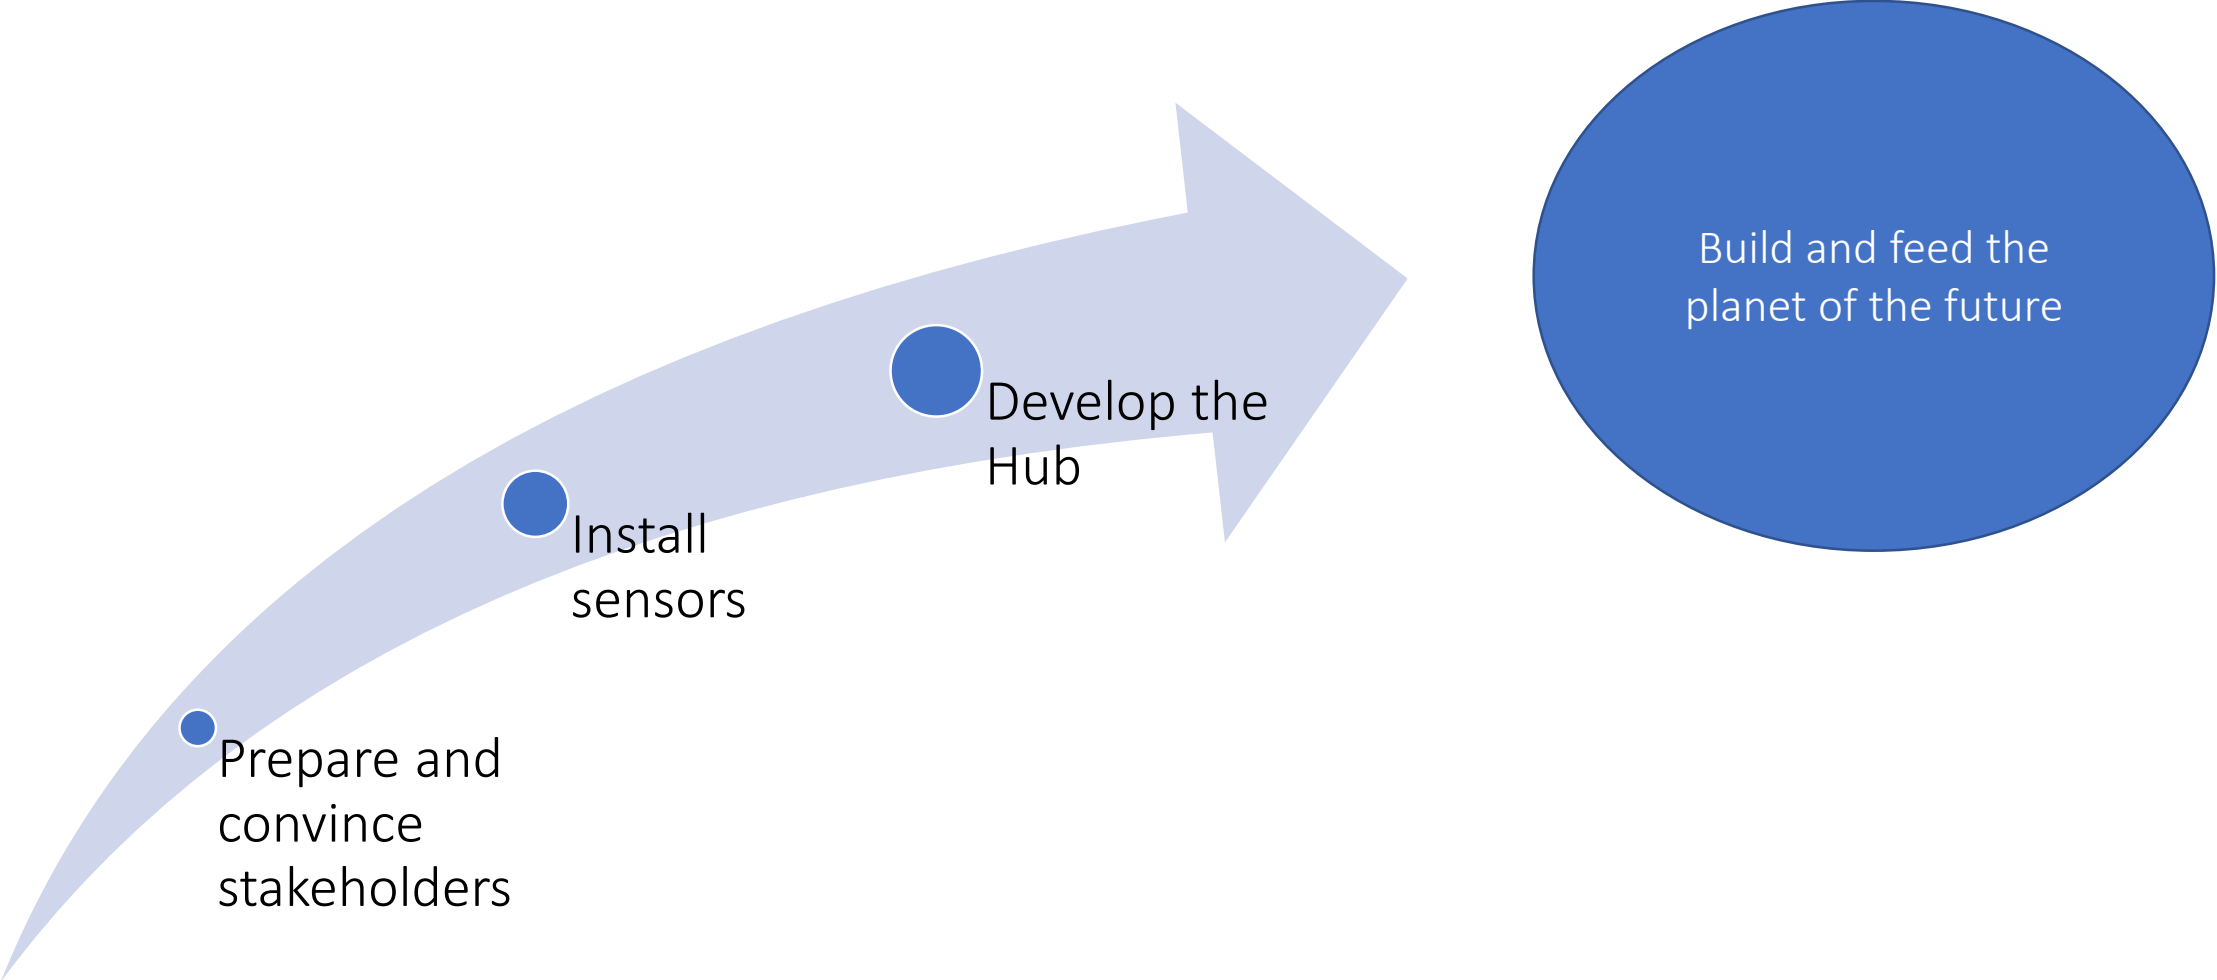 Build and feed the
planet of the future
Develop the
Hub
Install
sensors
Prepare and
convince
stakeholders